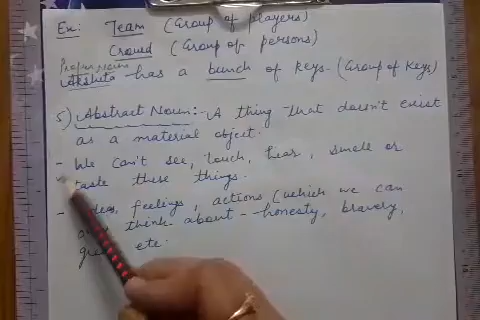 Ex: Team (Group of players)
Crowd (Group of persons)
Proper Noun
Akshita has a bunch of keys. (Group of Keys)
5) Abstract Noun:- A thing that doesn't exist
as a material object.
- We can't see, touch, hear, smell or
taste these things.
- feelings, actions (which we can
think about - honesty, bravery,
etc.